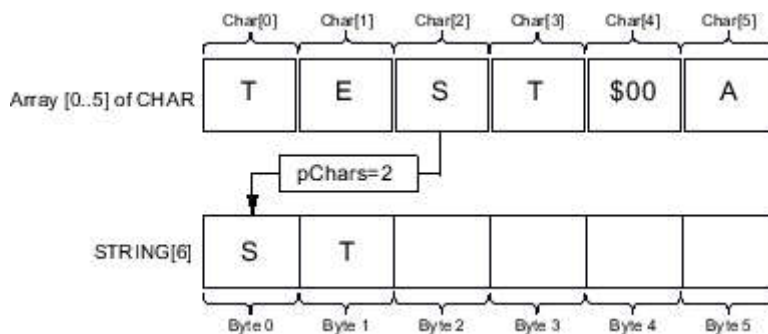 Char[0] Char[1] Char[2] Char[3] Char[4] Char[5]
Array [0..5] of CHAR T E S T $00 A
pChars=2
STRING[6] S T
Byte 0 Byte 1 Byte 2 Byte 3 Byte 4 Byte 5